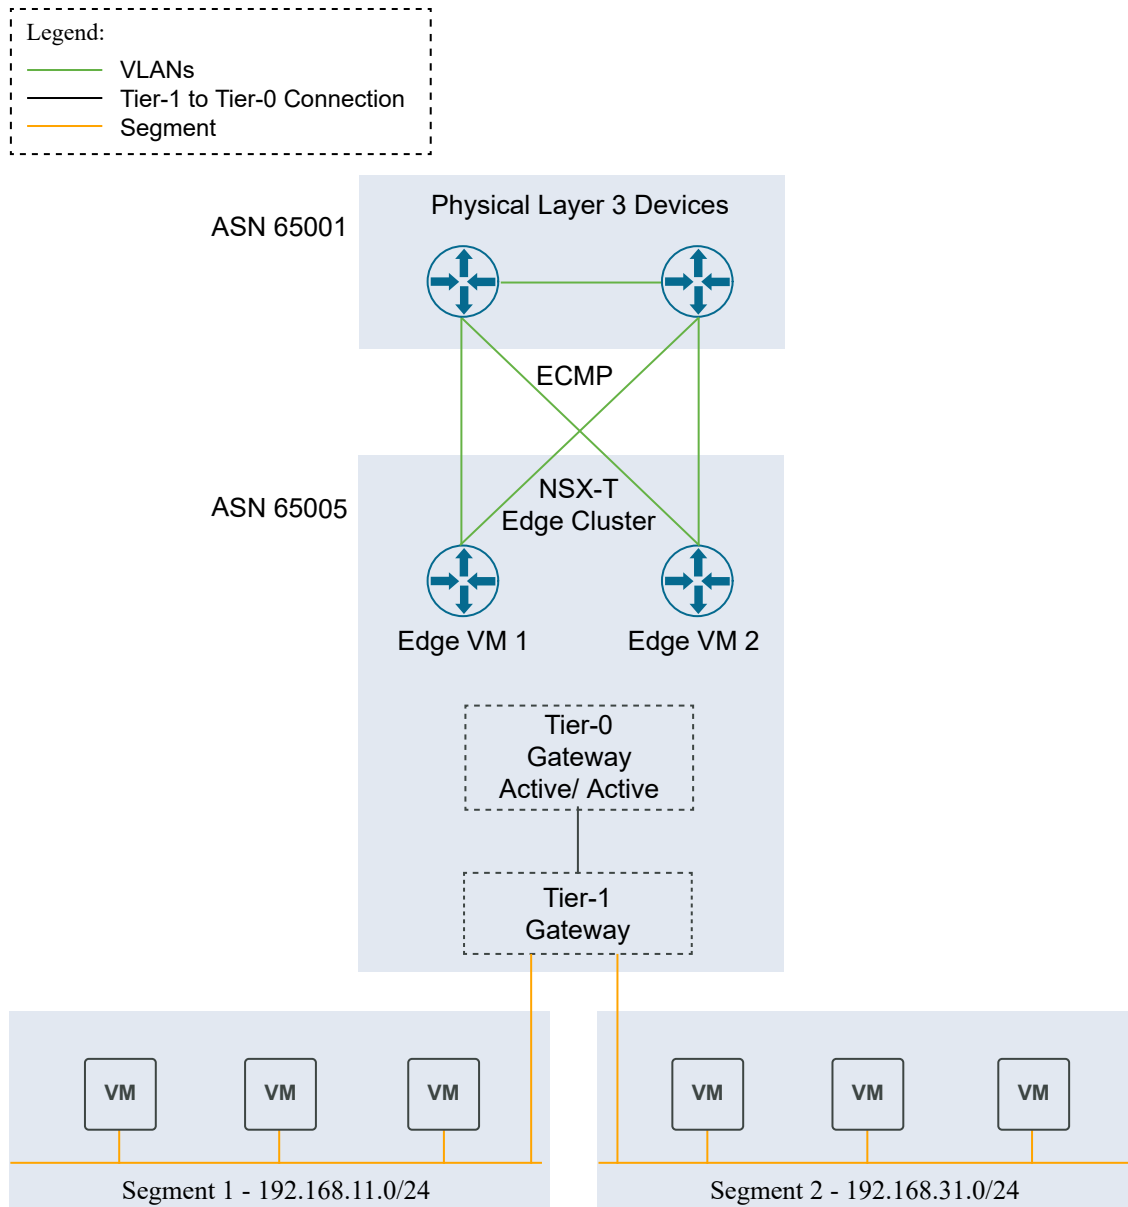 Legend:
VLANs
Tier-1 to Tier-0 Connection
Segment
Physical Layer 3 Devices
ASN 65001
ECMP
NSX-T
Edge Cluster
ASN 65005
Edge VM 1
Edge VM 2
Tier-0
Gateway
Active/ Active
Tier-1
Gateway
VM
VM
VM
VM
VM
VM
Segment 1 - 192.168.11.0/24
Segment 2 - 192.168.31.0/24